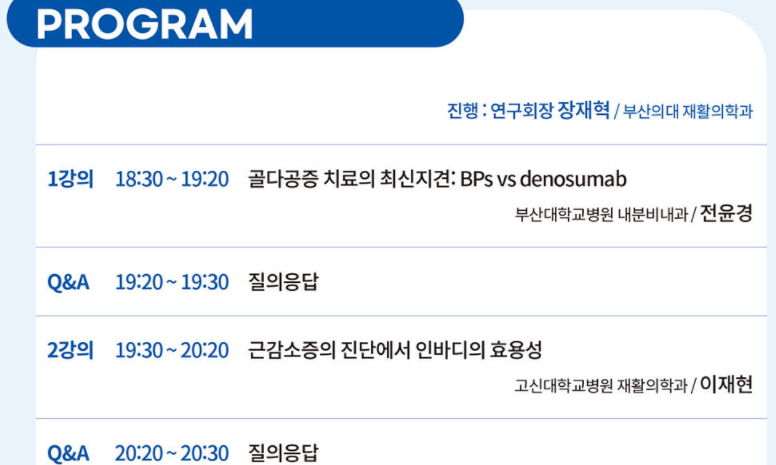 PROGRAM
진행 : 연구회장 장재혁 / 부산의대 재활의학과
1강의 18:30 ~ 19:20 골다공증 치료의 최신지견: BPs vs denosumab
부산대학교병원 내분비내과 / 전윤경
Q&A 19:20 ~ 19:30 질의응답
2강의 19:30 ~ 20:20 근감소증의 진단에서 인바디의 효용성
고신대학교병원 재활의학과 / 이재현
Q&A 20:20 ~ 20:30 질의응답